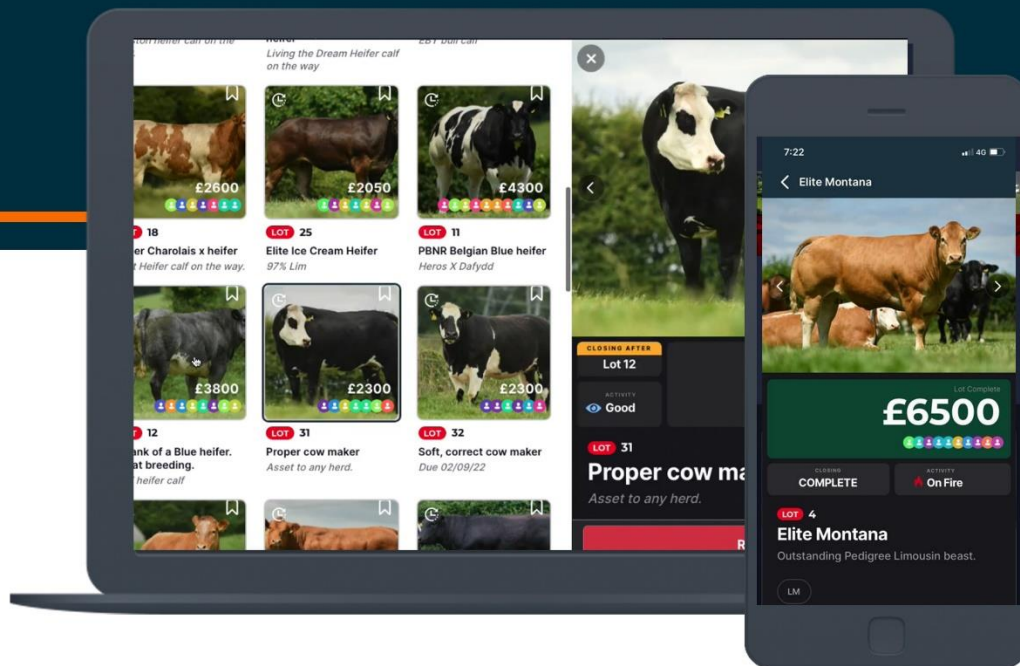 Living the Dream Heifer calf
on the way
£2600
£2050
£4300
18
LOT 25
LOT 11
er Charolais x heifer
Elite Ice Cream Heifer
PBNR Belgian Blue heifer
t Heifer calf on the way.
97% Lim
Heros X Dafydd
£3800
£2300
£2300
12
LOT 31
LOT 32
ank of a Blue heifer.
at breeding.
heifer calf
Proper cow maker
Asset to any herd.
Soft, correct cow maker
Due 02/09/22
CLOSING AFTER
Lot 12
ACTIVITY
Good
LOT 31
Proper cow ma
Asset to any herd.
R
7:22
4G
Elite Montana
Lot Complete
£6500
CLOSING
COMPLETE
ACTIVITY
On Fire
LOT 4
Elite Montana
Outstanding Pedigree Limousin beast.
LM